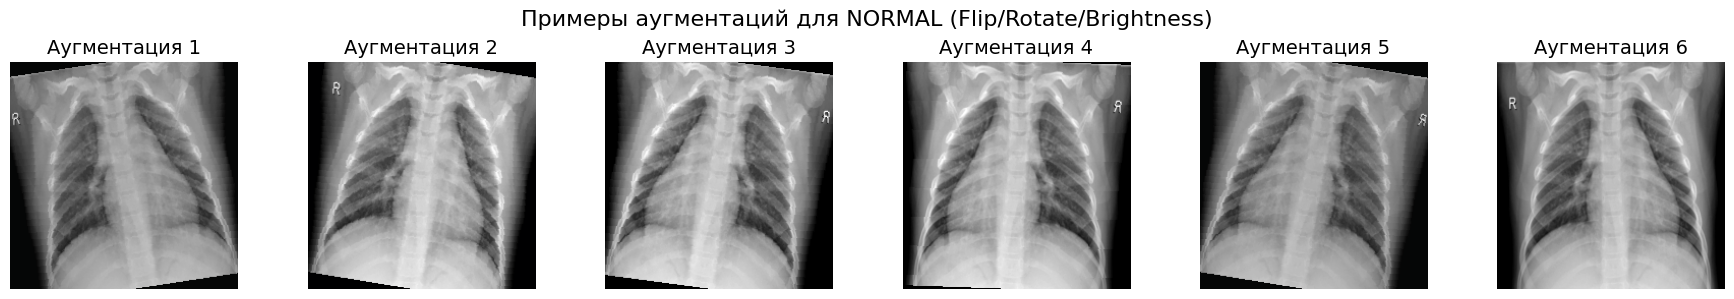 Примеры аугментаций для NORMAL (Flip/Rotate/Brightness)
Аугментация 1
Аугментация 2
Аугментация 3
Аугментация 4
Аугментация 5
Аугментация 6
R
R
R
R
R
R